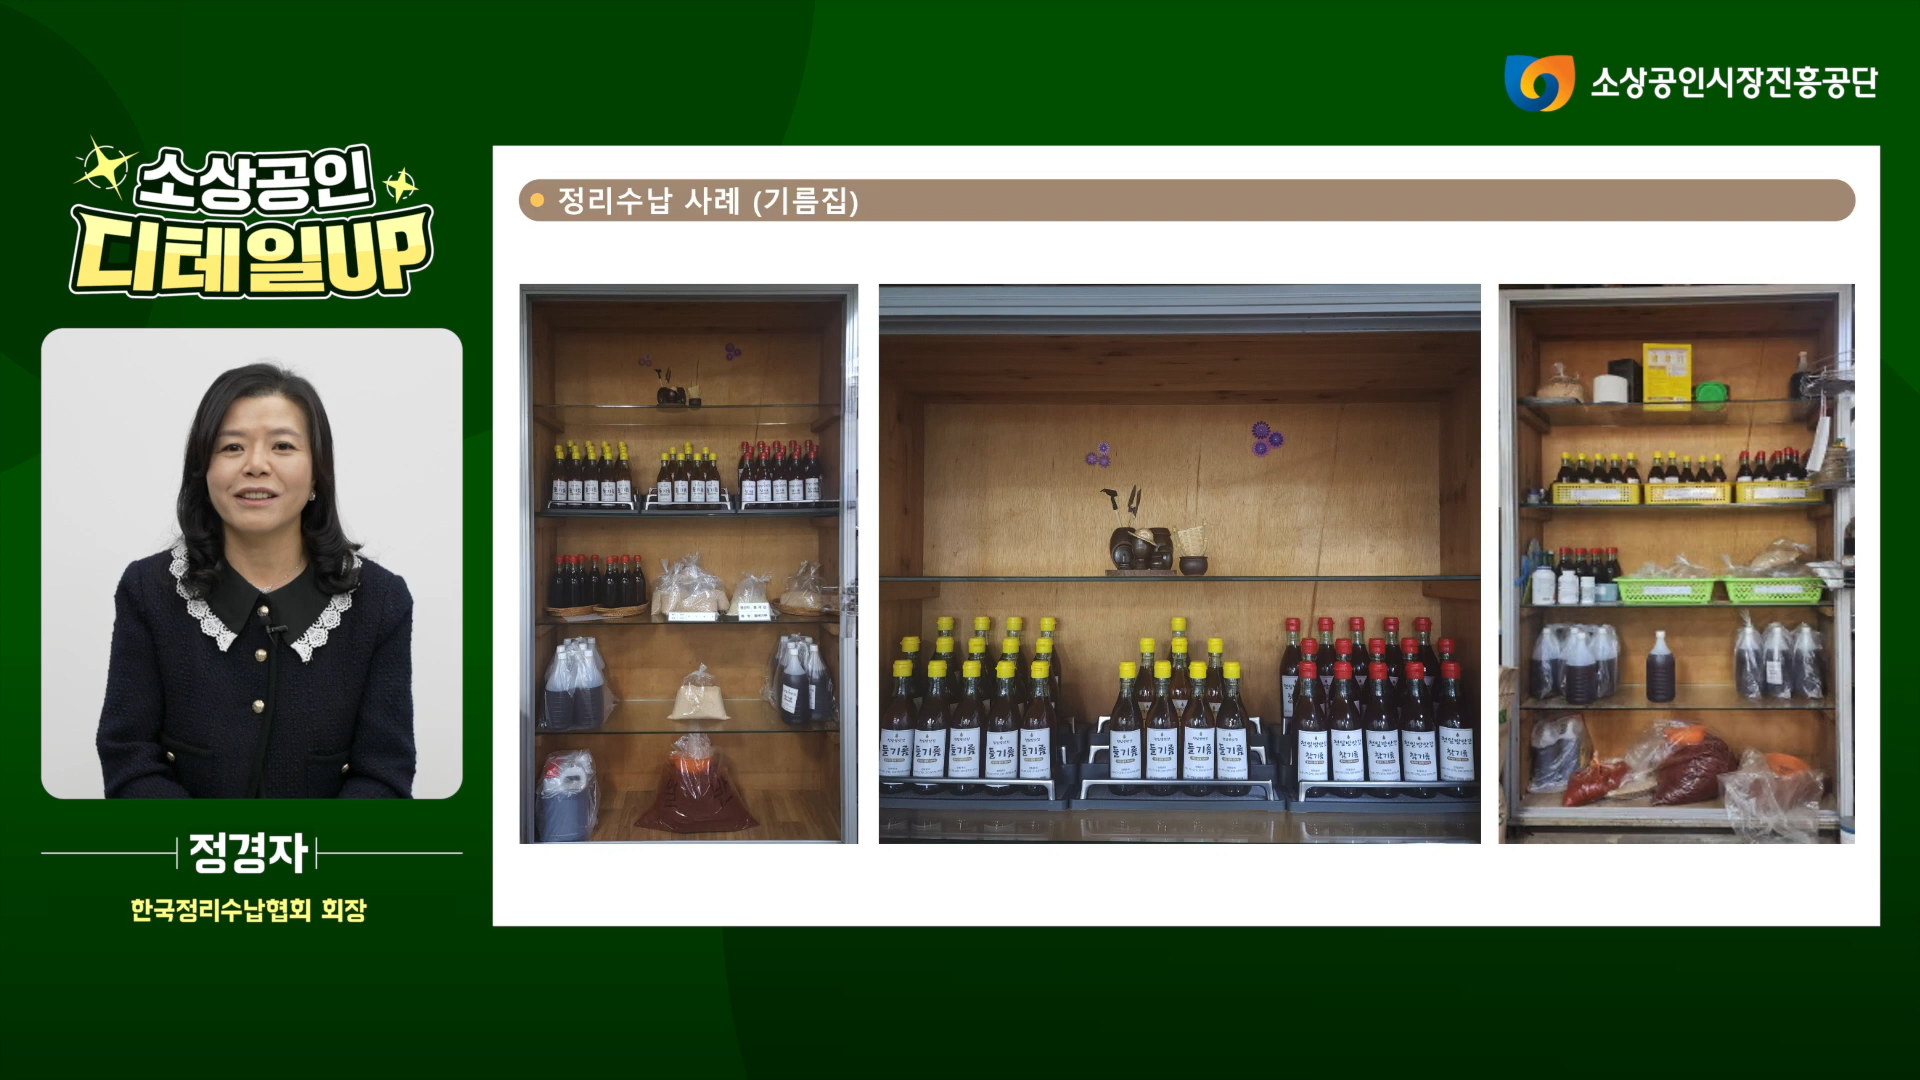 소상공인시장진흥공단
소상공인
디테일UP
정리수납 사례 (기름집)
들기름 들기름 들기름 들기름 들기름
들기름 들기름 들기름 들기름
참기름 참기름 참기름 참기름 참기름
정경자
한국정리수납협회 회장